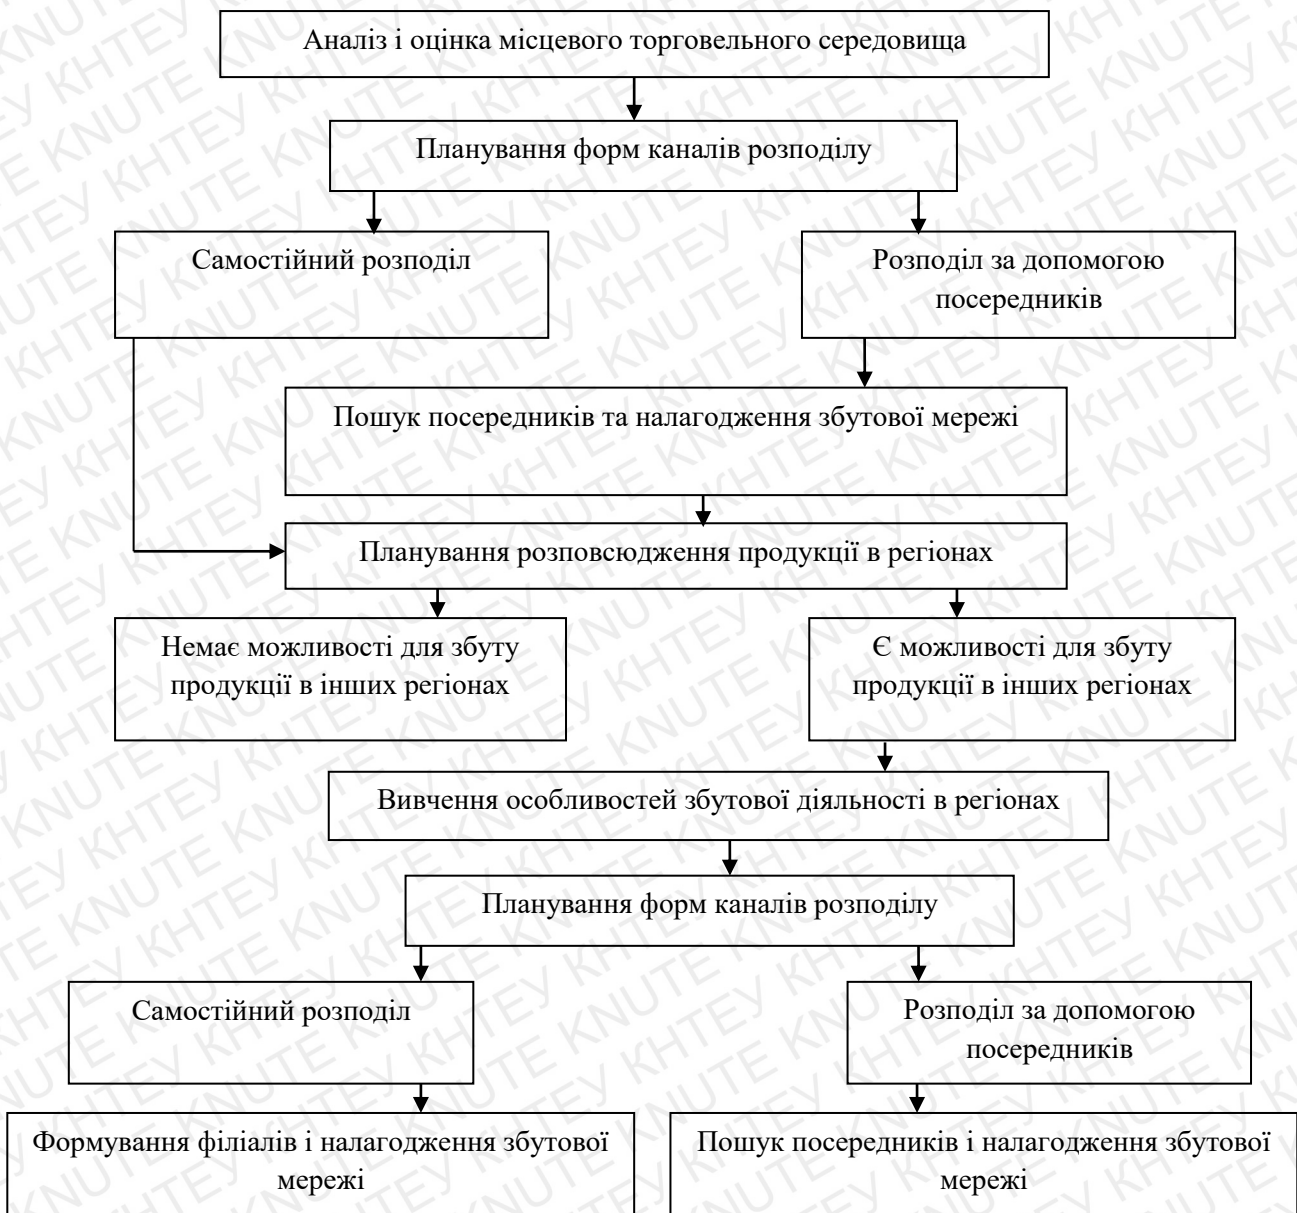 Аналіз і оцінка місцевого торговельного середовища
Планування форм каналів розподілу
Самостійний розподіл
Розподіл за допомогою
посередників
Пошук посередників та налагодження збутової мережі
Планування розповсюдження продукції в регіонах
Немає можливості для збуту
продукції в інших регіонах
Є можливості для збуту
продукції в інших регіонах
Вивчення особливостей збутової діяльності в регіонах
Планування форм каналів розподілу
Самостійний розподіл
Розподіл за допомогою
посередників
Формування філіалів і налагодження збутової
мережі
Пошук посередників і налагодження збутової
мережі